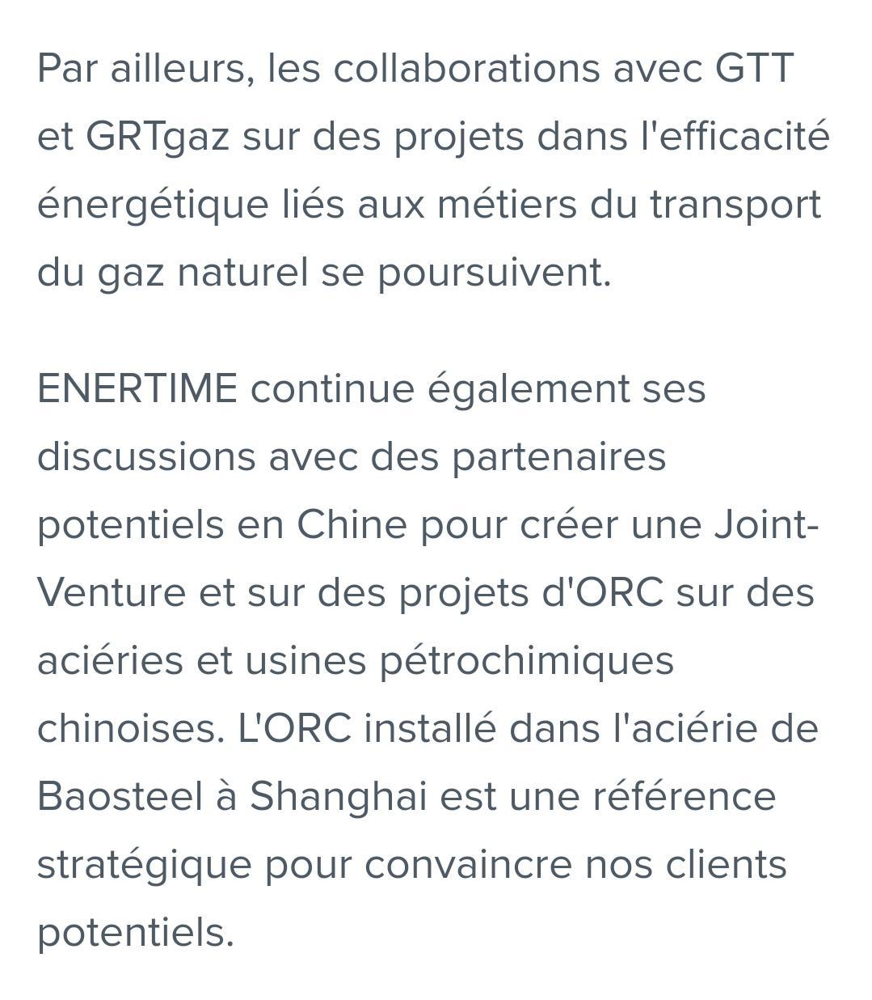 Par ailleurs, les collaborations avec GTT
et GRTgaz sur des projets dans l'efficacité
énergétique liés aux métiers du transport
du gaz naturel se poursuivent.
ENERTIME continue également ses
discussions avec des partenaires
potentiels en Chine pour créer une Joint-
Venture et sur des projets d'ORC sur des
aciéries et usines pétrochimiques
chinoises. L'ORC installé dans l'aciérie de
Baosteel à Shanghai est une référence
stratégique pour convaincre nos clients
potentiels.